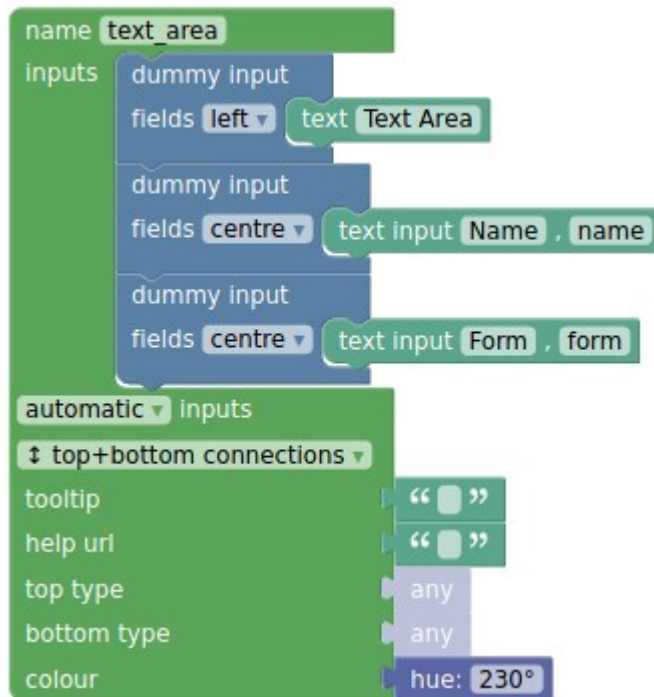 name text_area
inputs
dummy input
fields left ▾ text Text Area
dummy input
fields centre ▾ text input Name , name
dummy input
fields centre ▾ text input Form , form
automatic ▾ inputs
↕ top+bottom connections ▾
tooltip “ ”
help url “ ”
top type any
bottom type any
colour hue: 230°